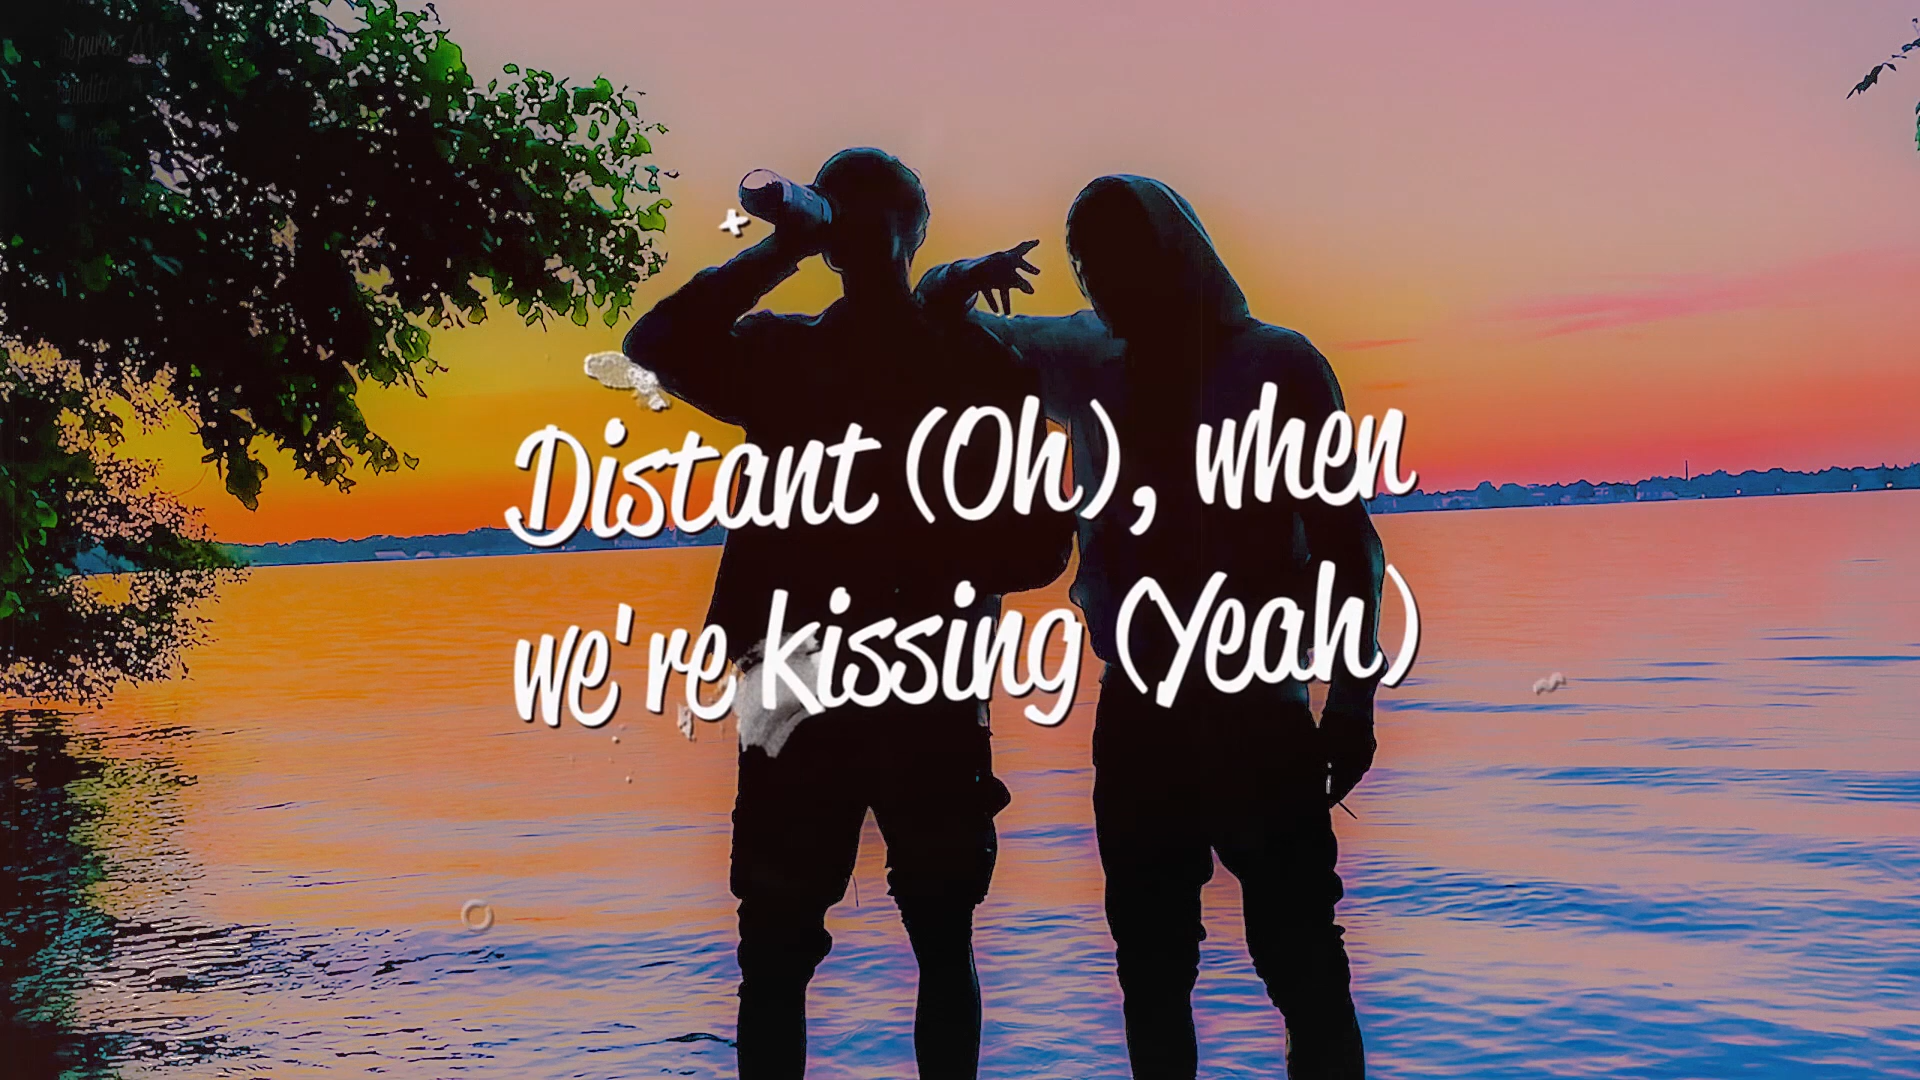 Distant (Oh), when
we're kissing (Yeah)